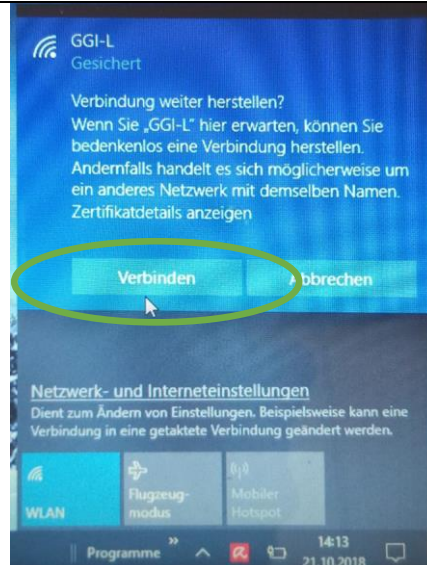 GGI-L
Gesichert
Verbindung weiter herstellen?
Wenn Sie „GGI-L" hier erwarten, können Sie
bedenkenlos eine Verbindung herstellen.
Andernfalls handelt es sich möglicherweise um
ein anderes Netzwerk mit demselben Namen.
Zertifikatdetails anzeigen
Verbinden
Abbrechen
Netzwerk- und Interneteinstellungen
Dient zum Ändern von Einstellungen. Beispielsweise kann eine
Verbindung in eine getaktete Verbindung geändert werden.
WLAN
Flugzeug-
modus
Mobiler
Hotspot
Programme
14:13
21.10.2018